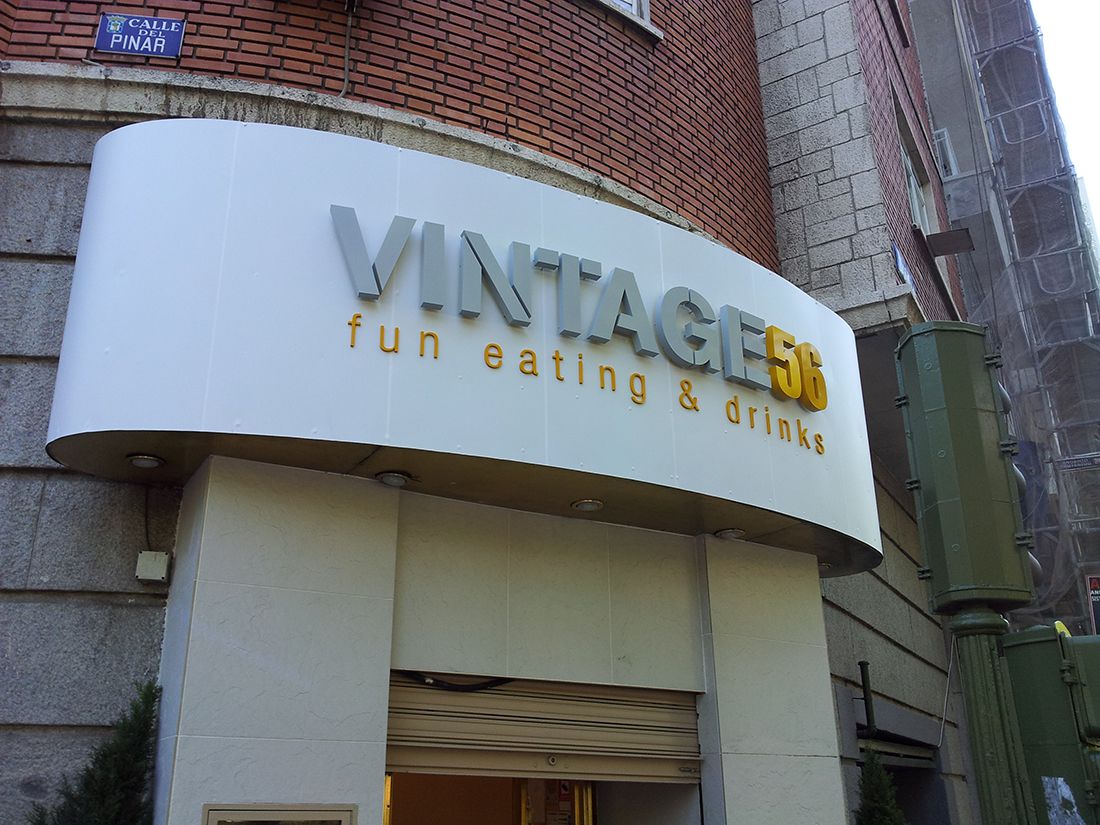 CALLE
DEL
PINAR
VINTAGE56
fun eating & drinks